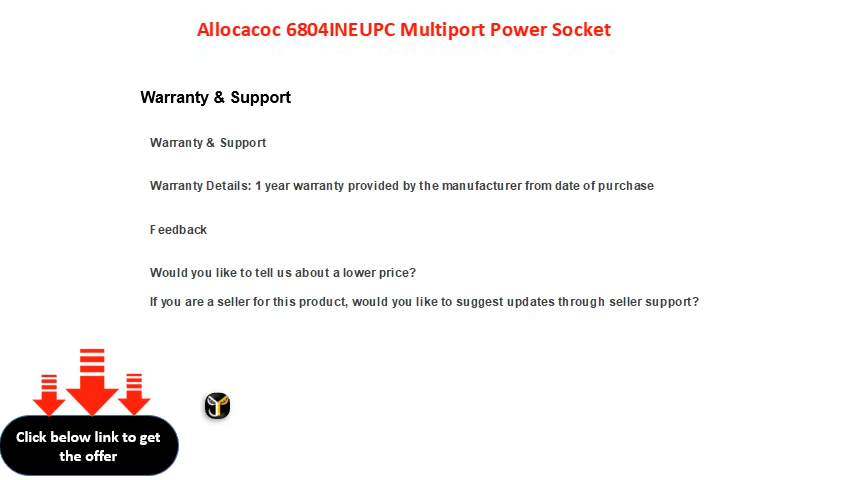 Allocacoc 6804INEUPC Multiport Power Socket
Warranty & Support
Warranty & Support
Warranty Details: 1 year warranty provided by the manufacturer from date of purchase
Feedback
Would you like to tell us about a lower price?
If you are a seller for this product, would you like to suggest updates through seller support?
Click below link to get
the offer